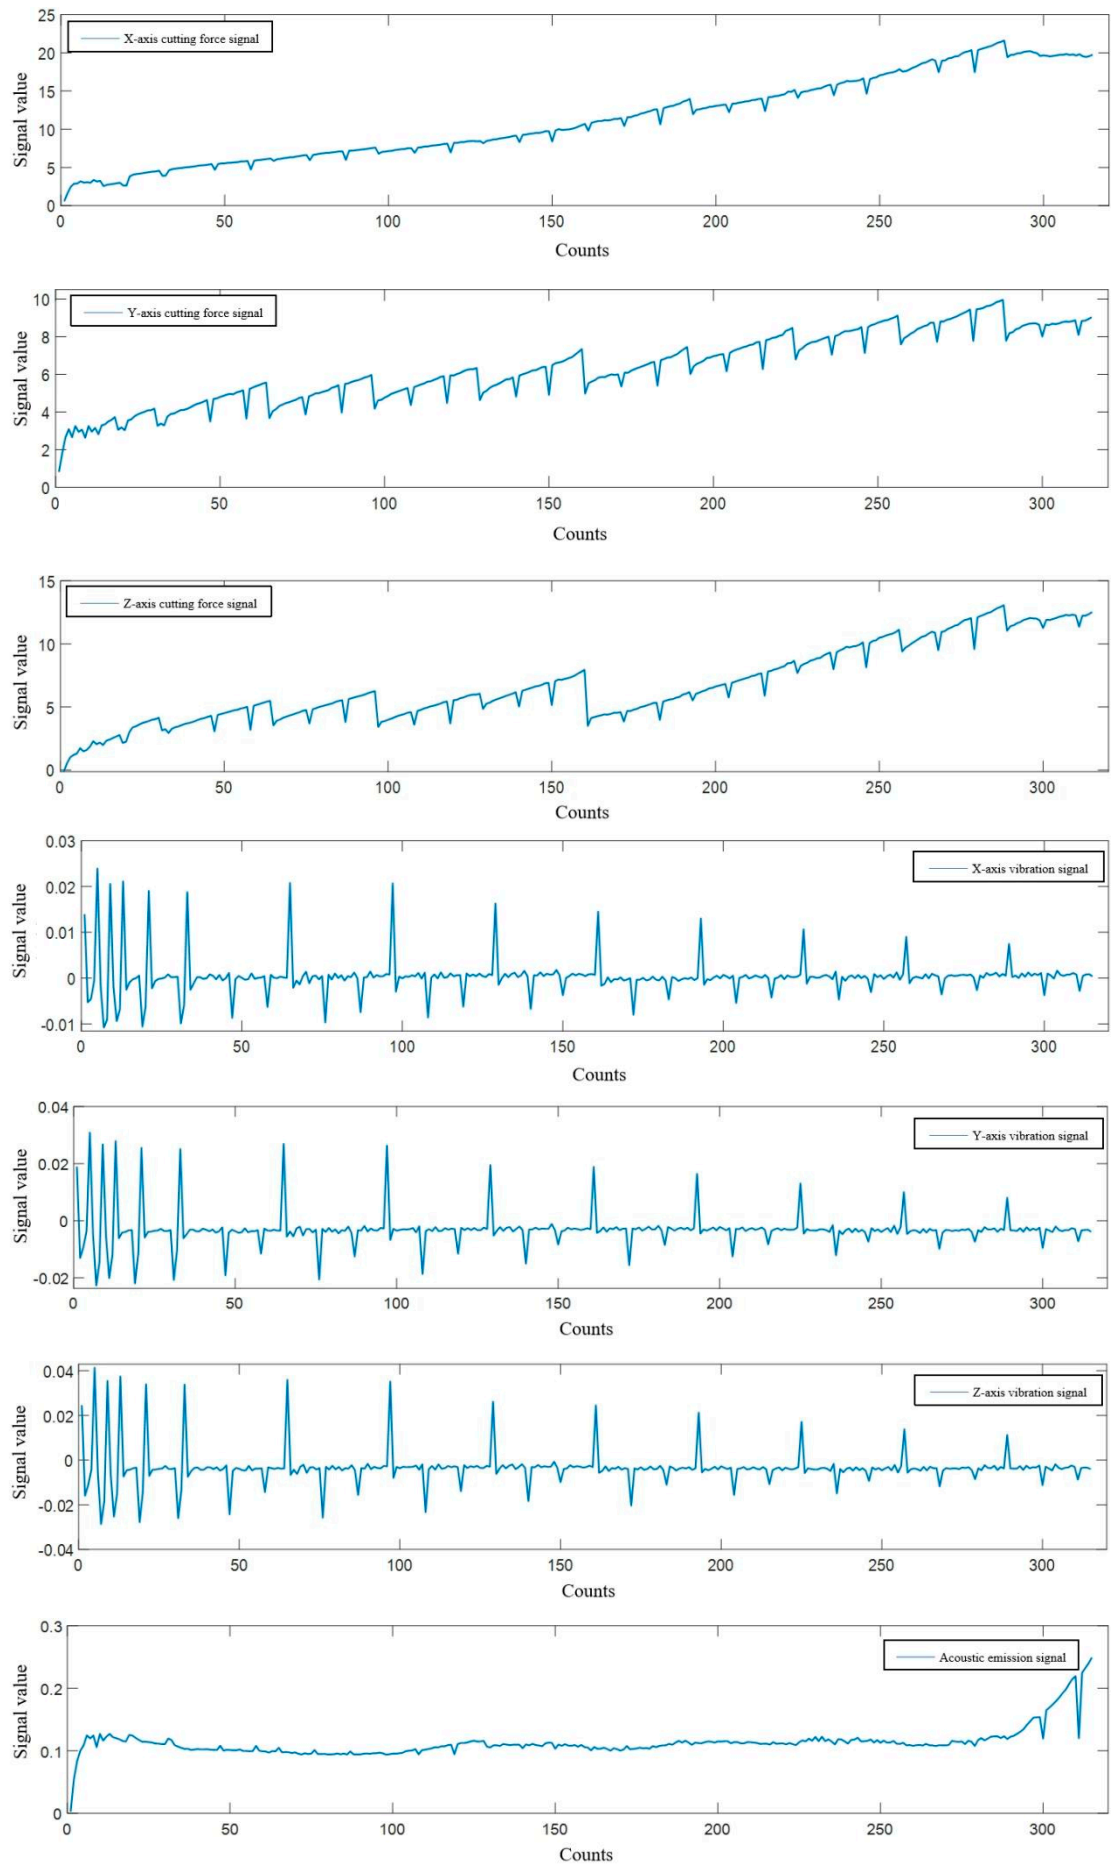 25
20
15
10
5
0
Signal value
X-axis cutting force signal
0 50 100 150 200 250 300
Counts
10
8
6
4
2
0
Signal value
Y-axis cutting force signal
0 50 100 150 200 250 300
Counts
15
10
5
0
Signal value
Z-axis cutting force signal
0 50 100 150 200 250 300
Counts
0.03
0.02
0.01
0
-0.01
Signal value
X-axis vibration signal
0 50 100 150 200 250 300
Counts
0.04
0.02
0
-0.02
Signal value
Y-axis vibration signal
0 50 100 150 200 250 300
Counts
0.04
0.02
0
-0.02
-0.04
Signal value
Z-axis vibration signal
0 50 100 150 200 250 300
Counts
0.3
0.2
0.1
0
Signal value
Acoustic emission signal
0 50 100 150 200 250 300
Counts